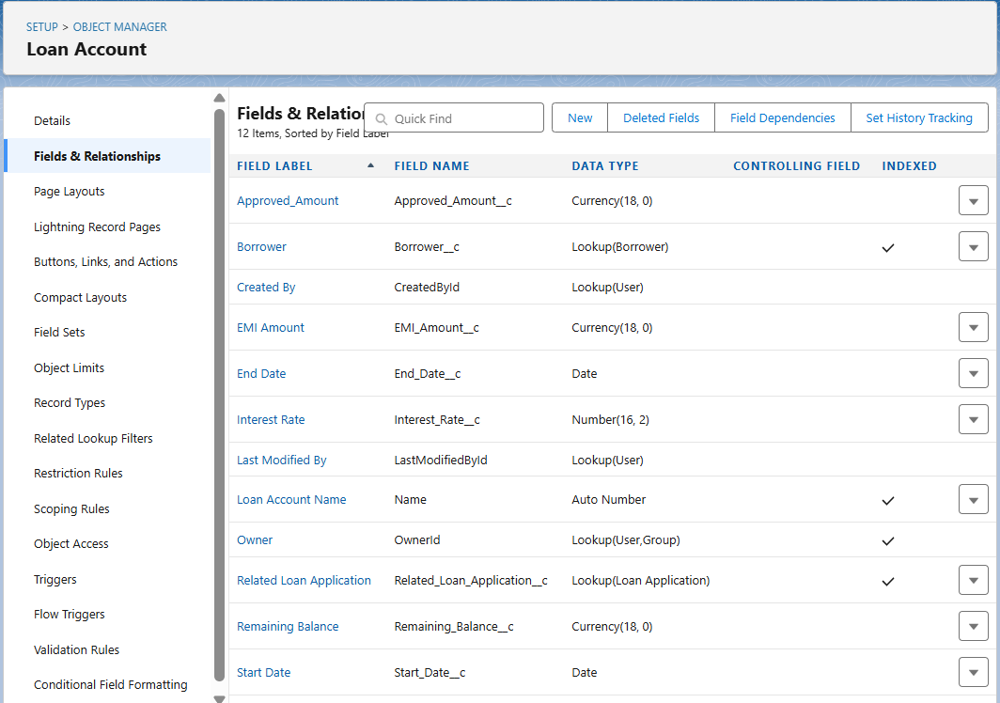 SETUP > OBJECT MANAGER
Loan Account
Details
Fields & Relationships
Page Layouts
Lightning Record Pages
Buttons, Links, and Actions
Compact Layouts
Field Sets
Object Limits
Record Types
Related Lookup Filters
Restriction Rules
Scoping Rules
Object Access
Triggers
Flow Triggers
Validation Rules
Conditional Field Formatting
Fields & Relation
12 Items, Sorted by Field Label
Quick Find
New Deleted Fields Field Dependencies Set History Tracking
FIELD LABEL FIELD NAME DATA TYPE CONTROLLING FIELD INDEXED
Approved_Amount Approved_Amount__c Currency(18, 0)
Borrower Borrower__c Lookup(Borrower)
Created By CreatedById Lookup(User)
EMI Amount EMI_Amount__c Currency(18, 0)
End Date End_Date__c Date
Interest Rate Interest_Rate__c Number(16, 2)
Last Modified By LastModifiedById Lookup(User)
Loan Account Name Name Auto Number
Owner OwnerId Lookup(User,Group)
Related Loan Application Related_Loan_Application__c Lookup(Loan Application)
Remaining Balance Remaining_Balance__c Currency(18, 0)
Start Date Start_Date__c Date